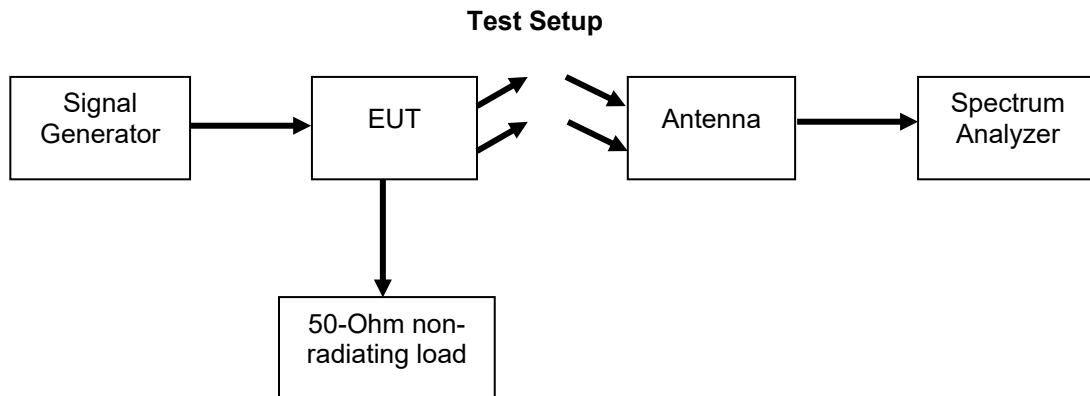 Test Setup
Signal
Generator
EUT
Antenna
Spectrum
Analyzer
50-Ohm non-
radiating load